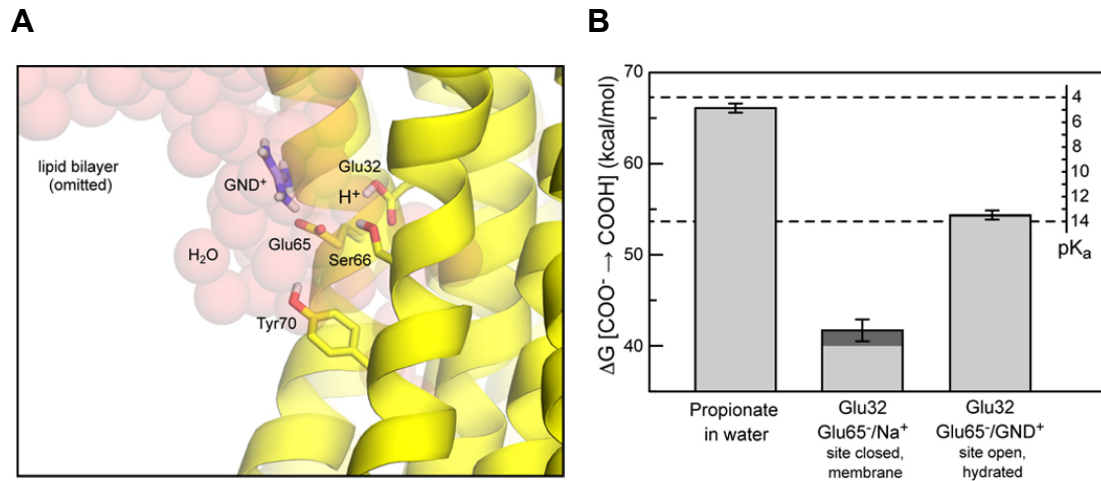 A
lipid bilayer
(omitted)
GND⁺
Glu32
H⁺
Glu65
Ser66
H₂O
Tyr70
B
ΔG [COO⁻ → COOH] (kcal/mol)
70
60
50
40
4
6
8
10
12
14
pKₐ
Propionate
in water
Glu32
Glu65⁻/Na⁺
site closed,
membrane
Glu32
Glu65⁻/GND⁺
site open,
hydrated